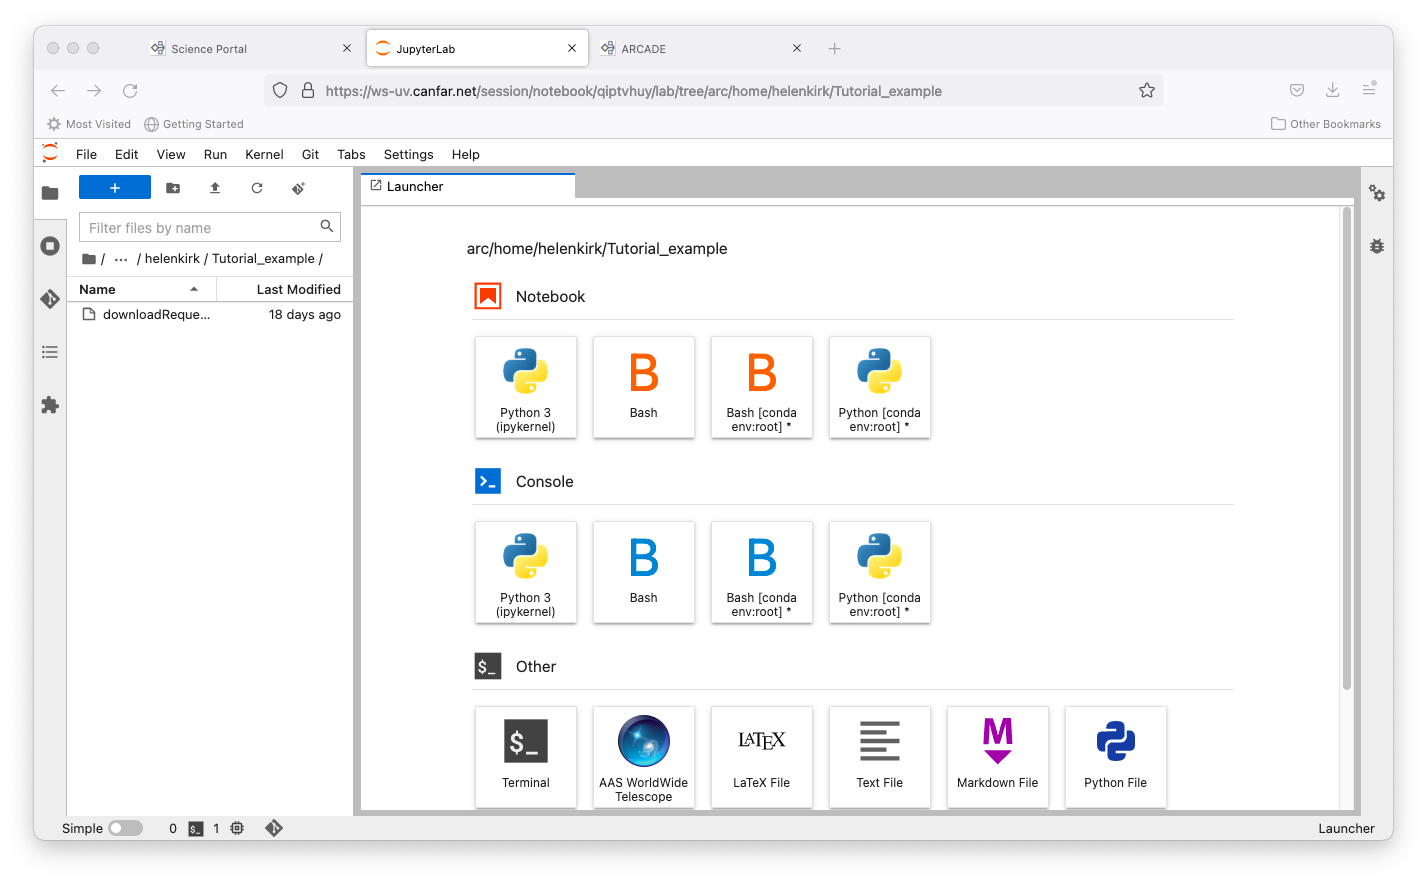 Science Portal
JupyterLab
ARCADE
https://ws-uv.canfar.net/session/notebook/qiptvhuy/lab/tree/arc/home/helenkirk/Tutorial_example
Most Visited
Getting Started
Other Bookmarks
File Edit View Run Kernel Git Tabs Settings Help
+
Launcher
Filter files by name
/ ... / helenkirk / Tutorial_example /
Name
Last Modified
downloadReque...
18 days ago
arc/home/helenkirk/Tutorial_example
Notebook
Python 3
(ipykernel)
B
Bash
B
Bash [conda
env:root] *
Python [conda
env:root] *
>_
Console
Python 3
(ipykernel)
B
Bash
B
Bash [conda
env:root] *
Python [conda
env:root] *
$_
Other
$_
Terminal
AAS WorldWide
Telescope
LATEX
LaTeX File
Text File
M
Markdown File
Python File
Simple
0 $_ 1
Launcher